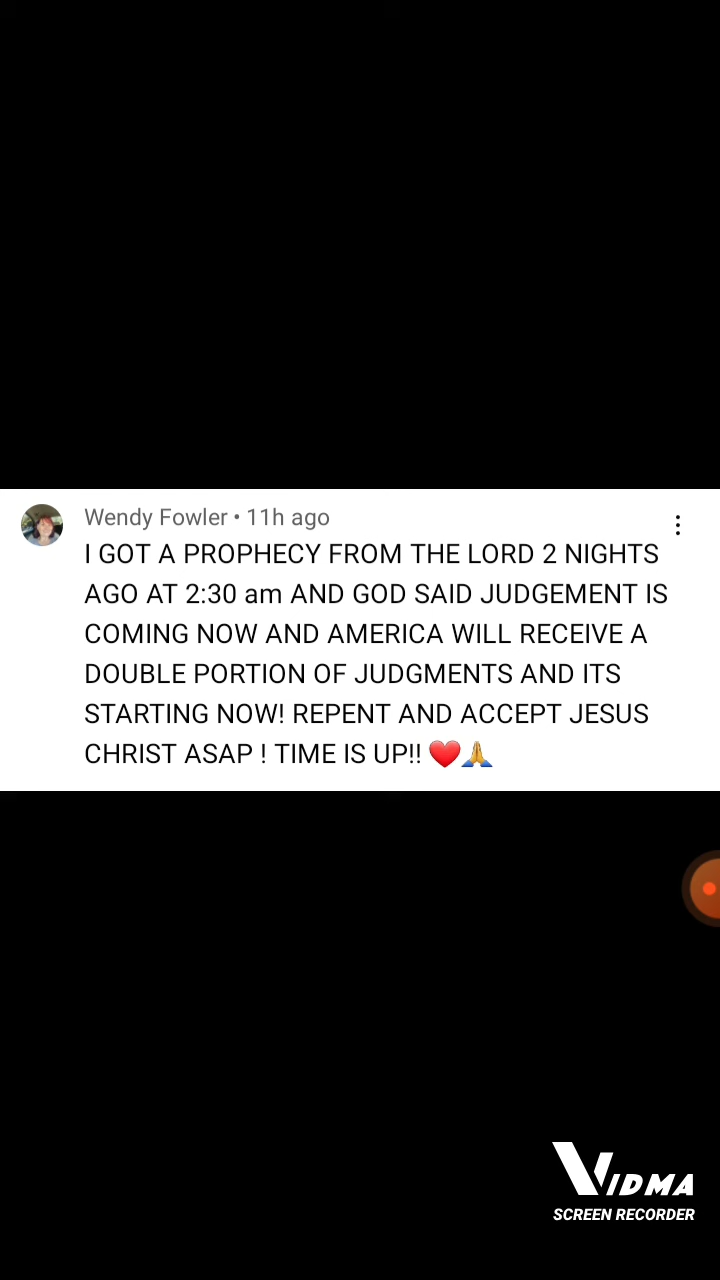 Wendy Fowler • 11h ago
I GOT A PROPHECY FROM THE LORD 2 NIGHTS
AGO AT 2:30 am AND GOD SAID JUDGEMENT IS
COMING NOW AND AMERICA WILL RECEIVE A
DOUBLE PORTION OF JUDGMENTS AND ITS
STARTING NOW! REPENT AND ACCEPT JESUS
CHRIST ASAP ! TIME IS UP!! ❤️🙏
VIDMA
SCREEN RECORDER